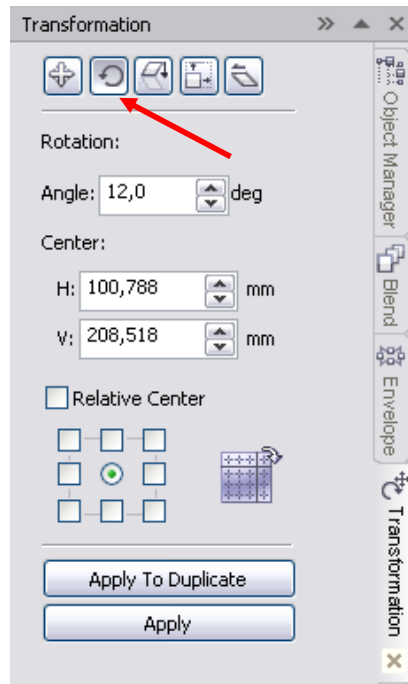 Transformation
Rotation:
Angle: 12,0 deg
Center:
H: 100,788 mm
V: 208,518 mm
Relative Center
Apply To Duplicate
Apply
Object Manager
Blend
Envelope
Transformation